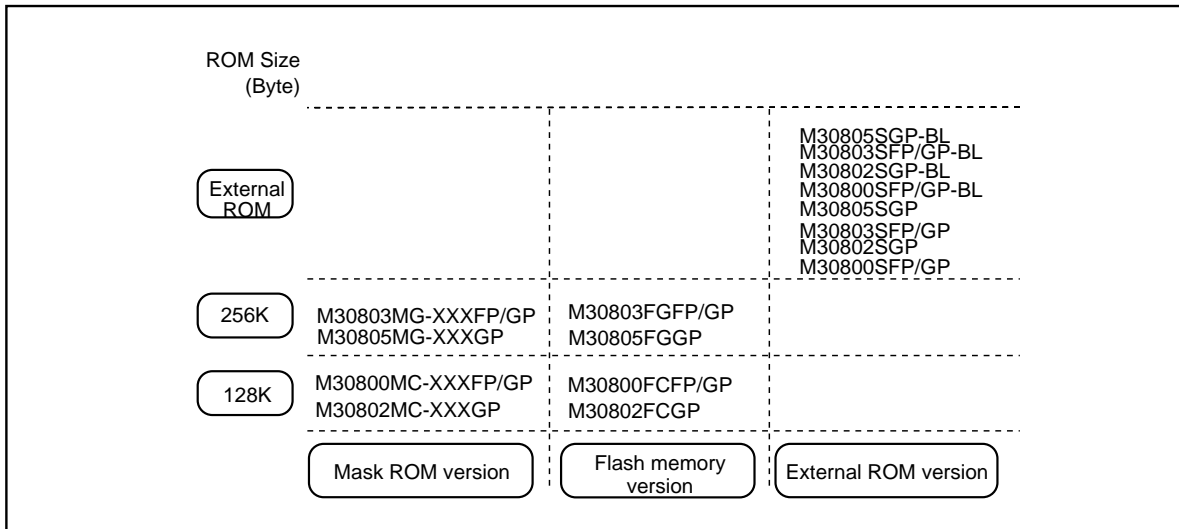 ROM Size
(Byte)
External
ROM
M30805SGP-BL
M30803SFP/GP-BL
M30802SGP-BL
M30800SFP/GP-BL
M30805SGP
M30803SFP/GP
M30802SGP
M30800SFP/GP
256K
M30803MG-XXXFP/GP
M30805MG-XXXGP
M30803FGFP/GP
M30805FGGP
128K
M30800MC-XXXFP/GP
M30802MC-XXXGP
M30800FCFP/GP
M30802FCGP
Mask ROM version
Flash memory
version
External ROM version